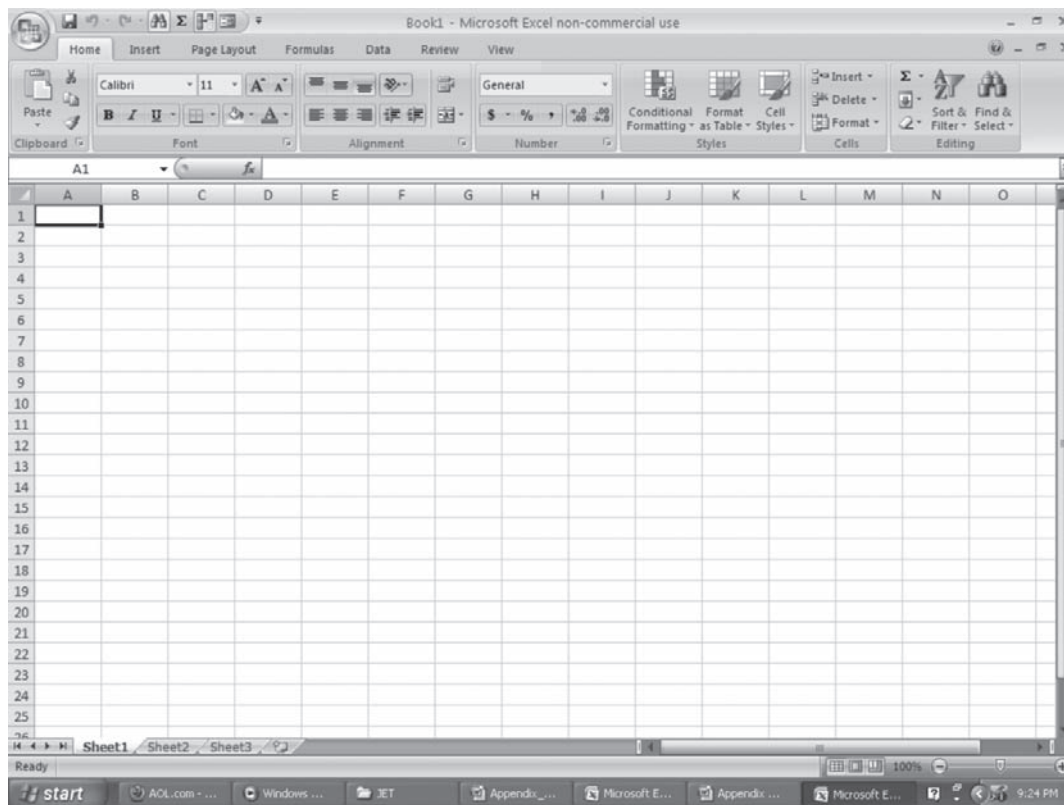 Book1 - Microsoft Excel non-commercial use
Home Insert Page Layout Formulas Data Review View
Paste
Calibri 11 A A
B I U A
General
$ % ,
Conditional Formatting
Format as Table
Cell Styles
Insert
Delete
Format
Σ
Sort & Filter
Find & Select
Clipboard Font Alignment Number Styles Cells Editing
A1 fx
A B C D E F G H I J K L M N O
1
2
3
4
5
6
7
8
9
10
11
12
13
14
15
16
17
18
19
20
21
22
23
24
25
26
Sheet1 Sheet2 Sheet3
Ready 100%
start AOL.com - ... Windows ... JET Appendix_... Microsoft E... Appendix ... Microsoft E... 9:24 PM